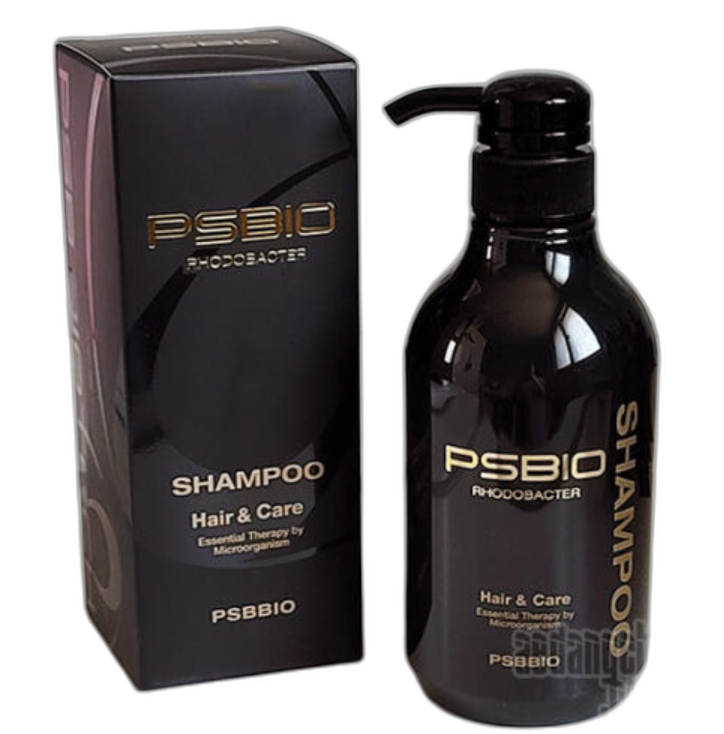 PSBIO
PSBIO
RHODOBACTER
SHAMPOO
Hair & Care
Essential Therapy by
Microorganism
PSBBIO
PSBIO
RHODOBACTER
SHAMPOO
Hair & Care
Essential Therapy by
Microorganism
PSBBIO